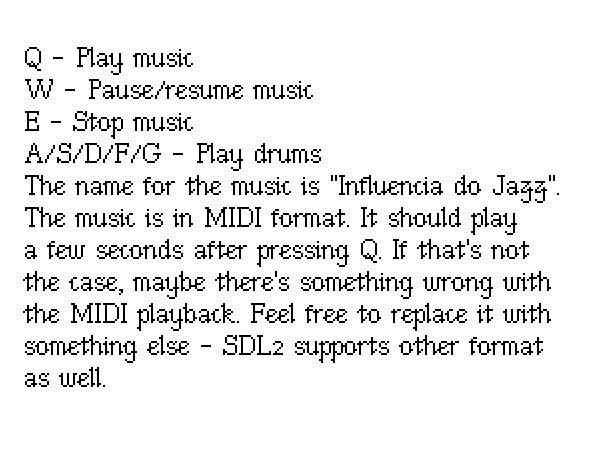 Q - Play music
W - Pause/resume music
E - Stop music
A/S/D/F/G - Play drums
The name for the music is "Influencia do Jazz".
The music is in MIDI format. It should play
a few seconds after pressing Q. If that's not
the case, maybe there's something wrong with
the MIDI playback. Feel free to replace it with
something else - SDL2 supports other format
as well.